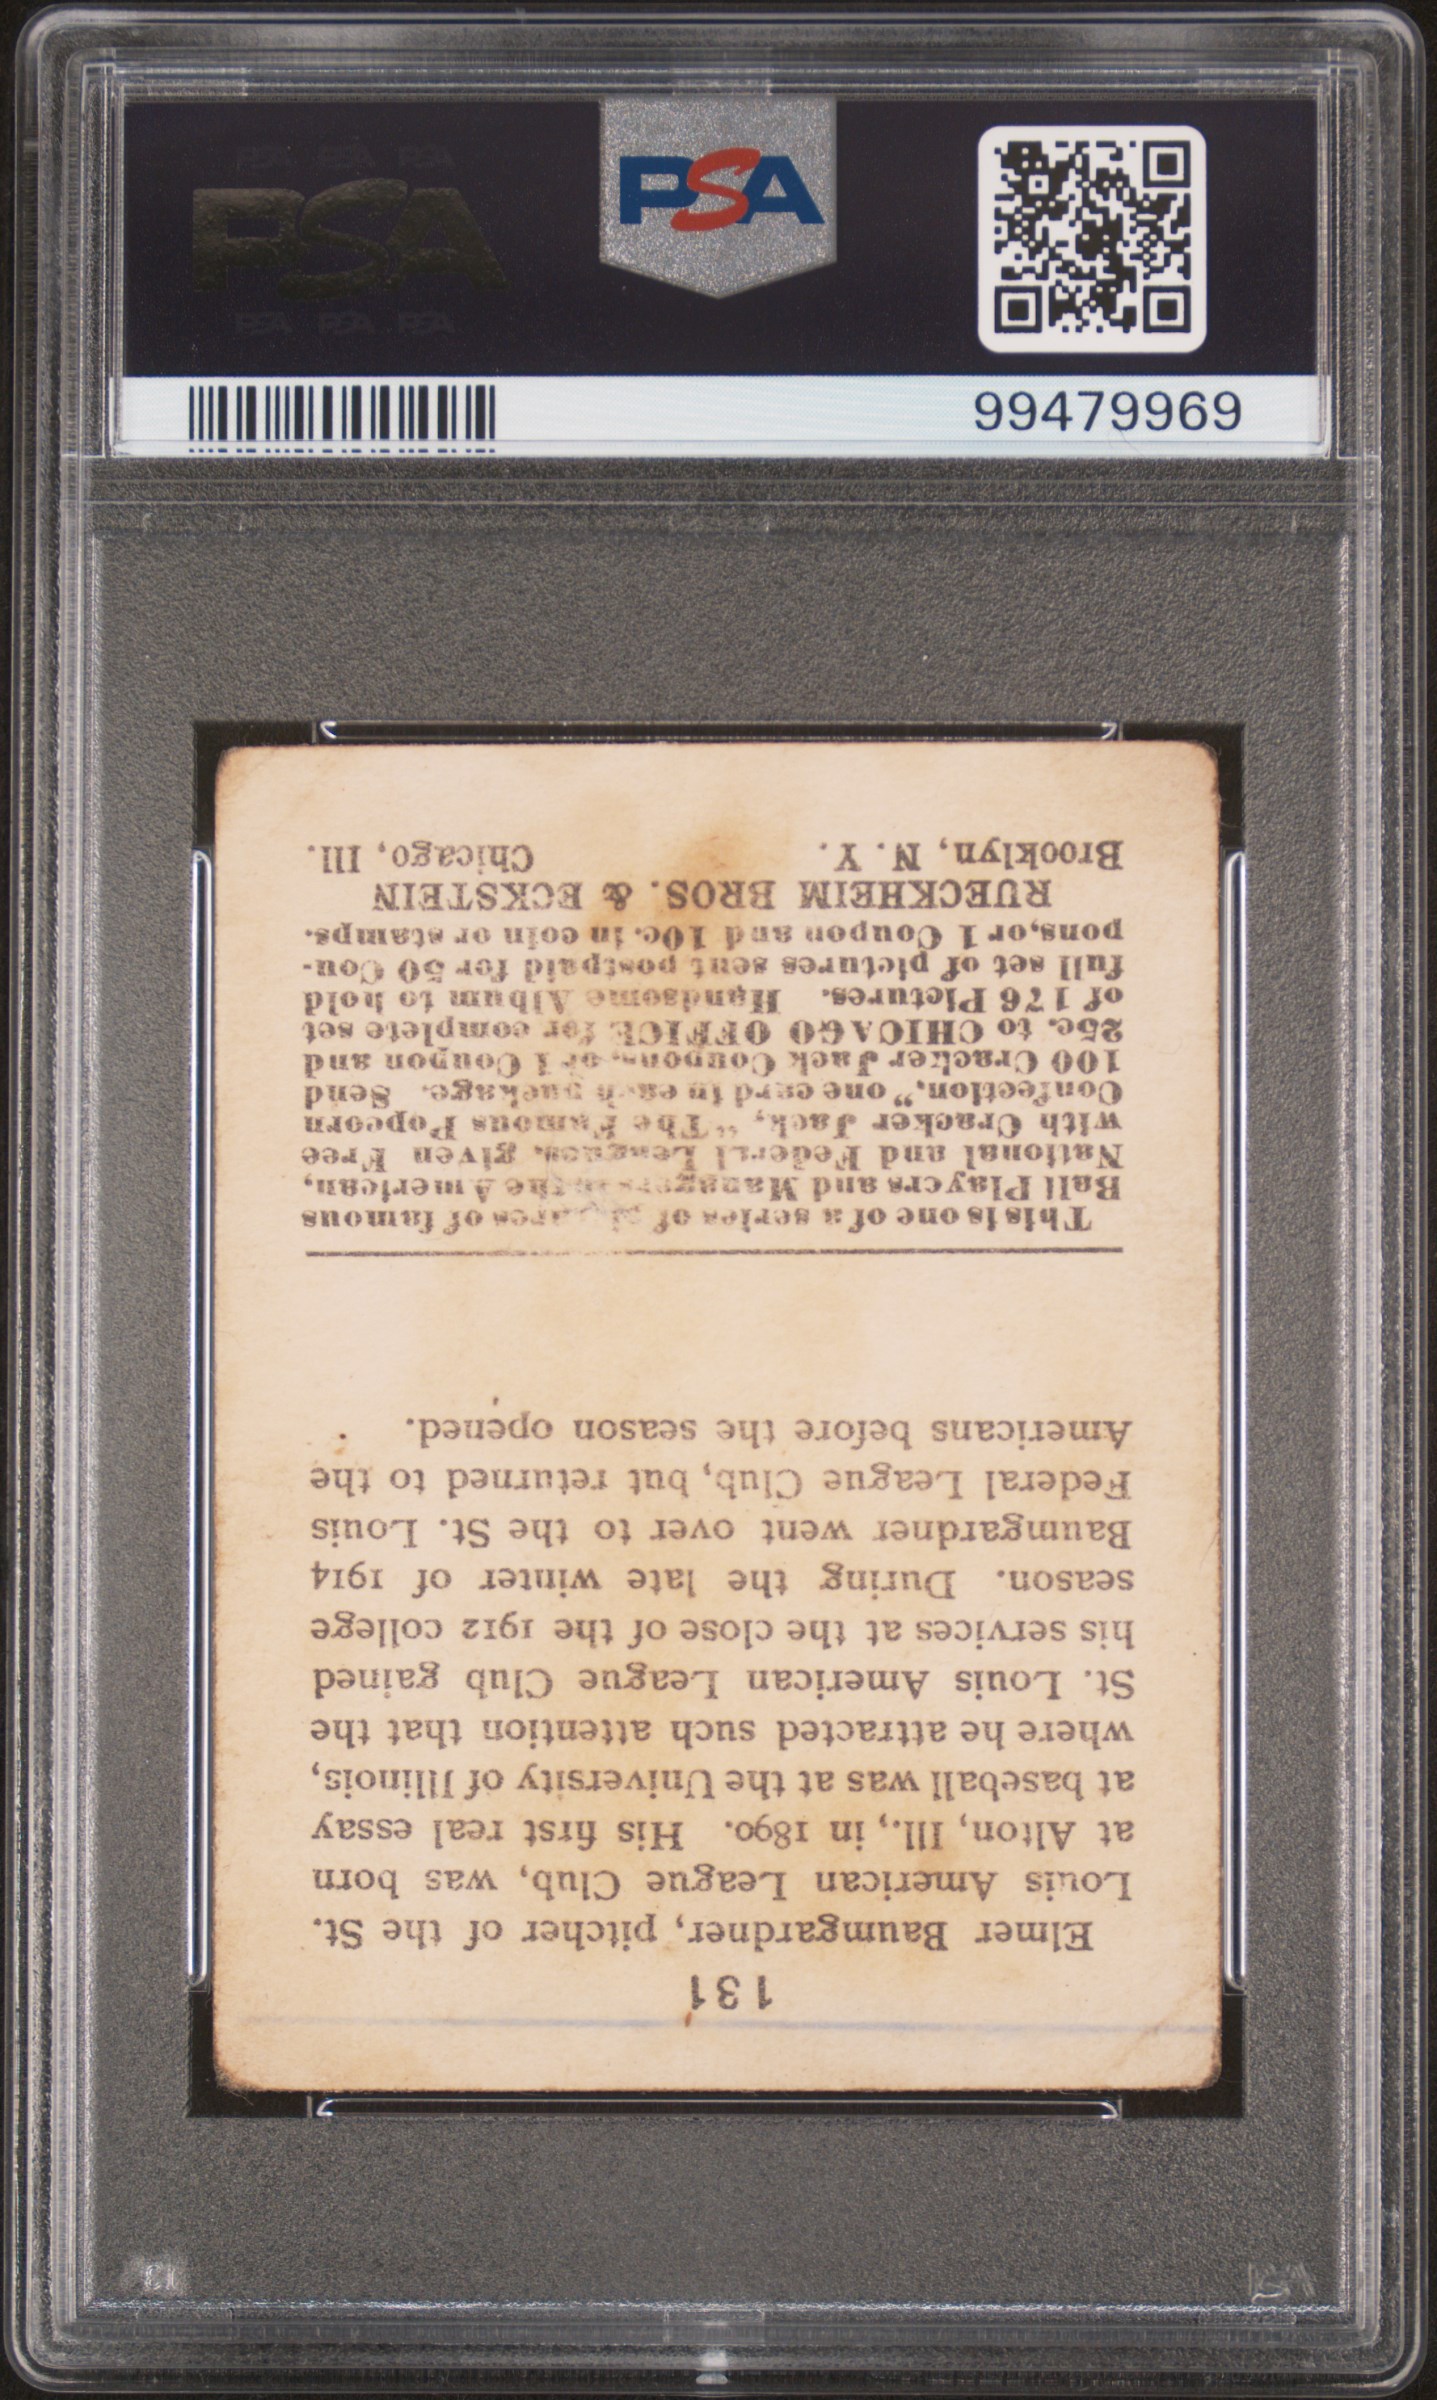 PSA
PSA
99479969
131
Elmer Baumgardner, pitcher of the St.
Louis American League Club, was born
at Alton, Ill., in 1890. His first real essay
at baseball was at the University of Illinois,
where he attracted such attention that the
St. Louis American League Club gained
his services at the close of the 1912 college
season. During the late winter of 1914
Baumgardner went over to the St. Louis
Federal League Club, but returned to the
Americans before the season opened.
This is one of a series of pictures of famous
Ball Players and Managers in the American,
National and Federal Leagues, given Free
with Cracker Jack, "The Famous Popcorn
Confection," one card in each package. Send
100 Cracker Jack Coupons, or 1 Coupon and
25c. to CHICAGO OFFICE for complete set
of 176 Pictures. Handsome Album to hold
full set of pictures sent postpaid for 50 Cou-
pons, or 1 Coupon and 10c. in coin or stamps.
RUECKHEIM BROS. & ECKSTEIN
Brooklyn, N. Y. Chicago, Ill.